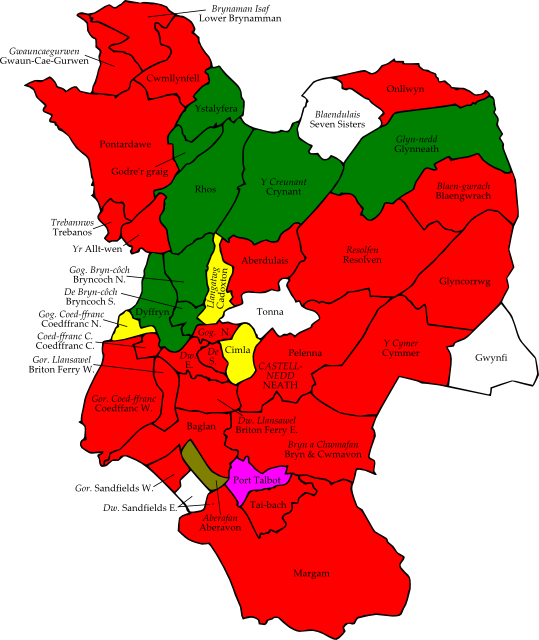 Brynaman Isaf
Lower Brynamman
Gwauncaegurwen
Gwaun-Cae-Gurwen
Cwmllynfell
Onllwyn
Ystalyfera
Blaendulais
Seven Sisters
Pontardawe
Glyn-nedd
Glynneath
Godre'r graig
Rhos
Y Creunant
Crynant
Blaen-gwrach
Blaengwrach
Trebannws
Trebanos
Yr Allt-wen
Resolfen
Resolven
Aberdulais
Gog. Bryn-côch
Bryncoch N.
Llangatwg
Cadoxton
Glyncorrwg
De Bryn-côch
Bryncoch S.
Dyffryn
Tonna
Gog. Coed-ffranc
Coedffranc N.
Gog. N.
Coed-ffranc C.
Coedffranc C.
Cimla
Pelenna
Y Cymer
Cymmer
Gwynfi
Gor. Llansawel
Briton Ferry W.
Dw.
E.
De
S.
CASTELL-
NEDD
NEATH
Gor. Coed-ffranc
Coedffanc W.
Dw. Llansawel
Briton Ferry E.
Baglan
Bryn a Chwmafan
Bryn & Cwmavon
Port Talbot
Gor. Sandfields W.
Dw. Sandfields E.
Tai-bach
Aberafan
Aberavon
Margam